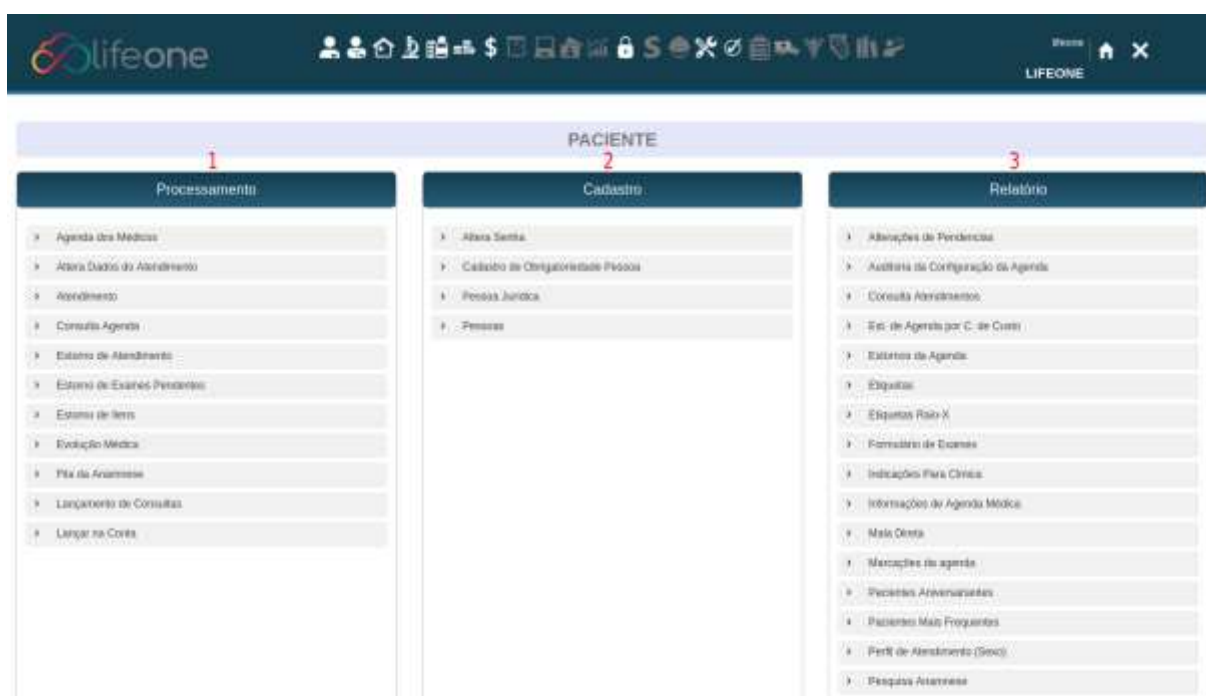 lifeone
lifeone
LIFEONE
PACIENTE
1
Processamento
Agenda dos Médicos
Altera Dados do Atendimento
Atendimento
Consulta Agenda
Estorno de Atendimento
Estorno de Exames Pendentes
Estorno de Itens
Evolução Médica
Fila da Anamnese
Lançamento de Consultas
Lançar na Conta
2
Cadastro
Altera Senha
Cadastro de Obrigatoriedade Pessoa
Pessoa Jurídica
Pessoas
3
Relatório
Alterações de Pendencias
Auditoria da Configuração da Agenda
Consulta Atendimentos
Est. de Agenda por C. de Custo
Estornos da Agenda
Etiquetas
Etiquetas Raio-X
Formulário de Exames
Indicações Para Clínica
Informações de Agenda Médica
Mala Direta
Marcações da agenda
Pacientes Aniversariantes
Pacientes Mais Frequentes
Perfil de Atendimento (Sexo)
Pesquisa Anamnese